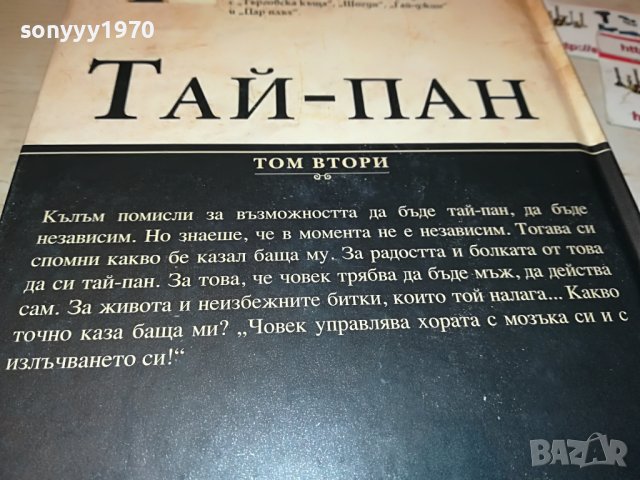 sonyyy1970
с „Търговска къща", „Шогун", „Гай-джин"
и „Цар плъх"
ТАЙ-ПАН
ТОМ ВТОРИ
Кълъм помисли за възможността да бъде тай-пан, да бъде
независим. Но знаеше, че в момента не е независим. Тогава си
спомни какво бе казал баща му. За радостта и болката от това
да си тай-пан. За това, че човек трябва да бъде мъж, да действа
сам. За живота и неизбежните битки, които той налага... Какво
точно каза баща ми? „Човек управлява хората с мозъка си и с
излъчването си!"
BAZAR